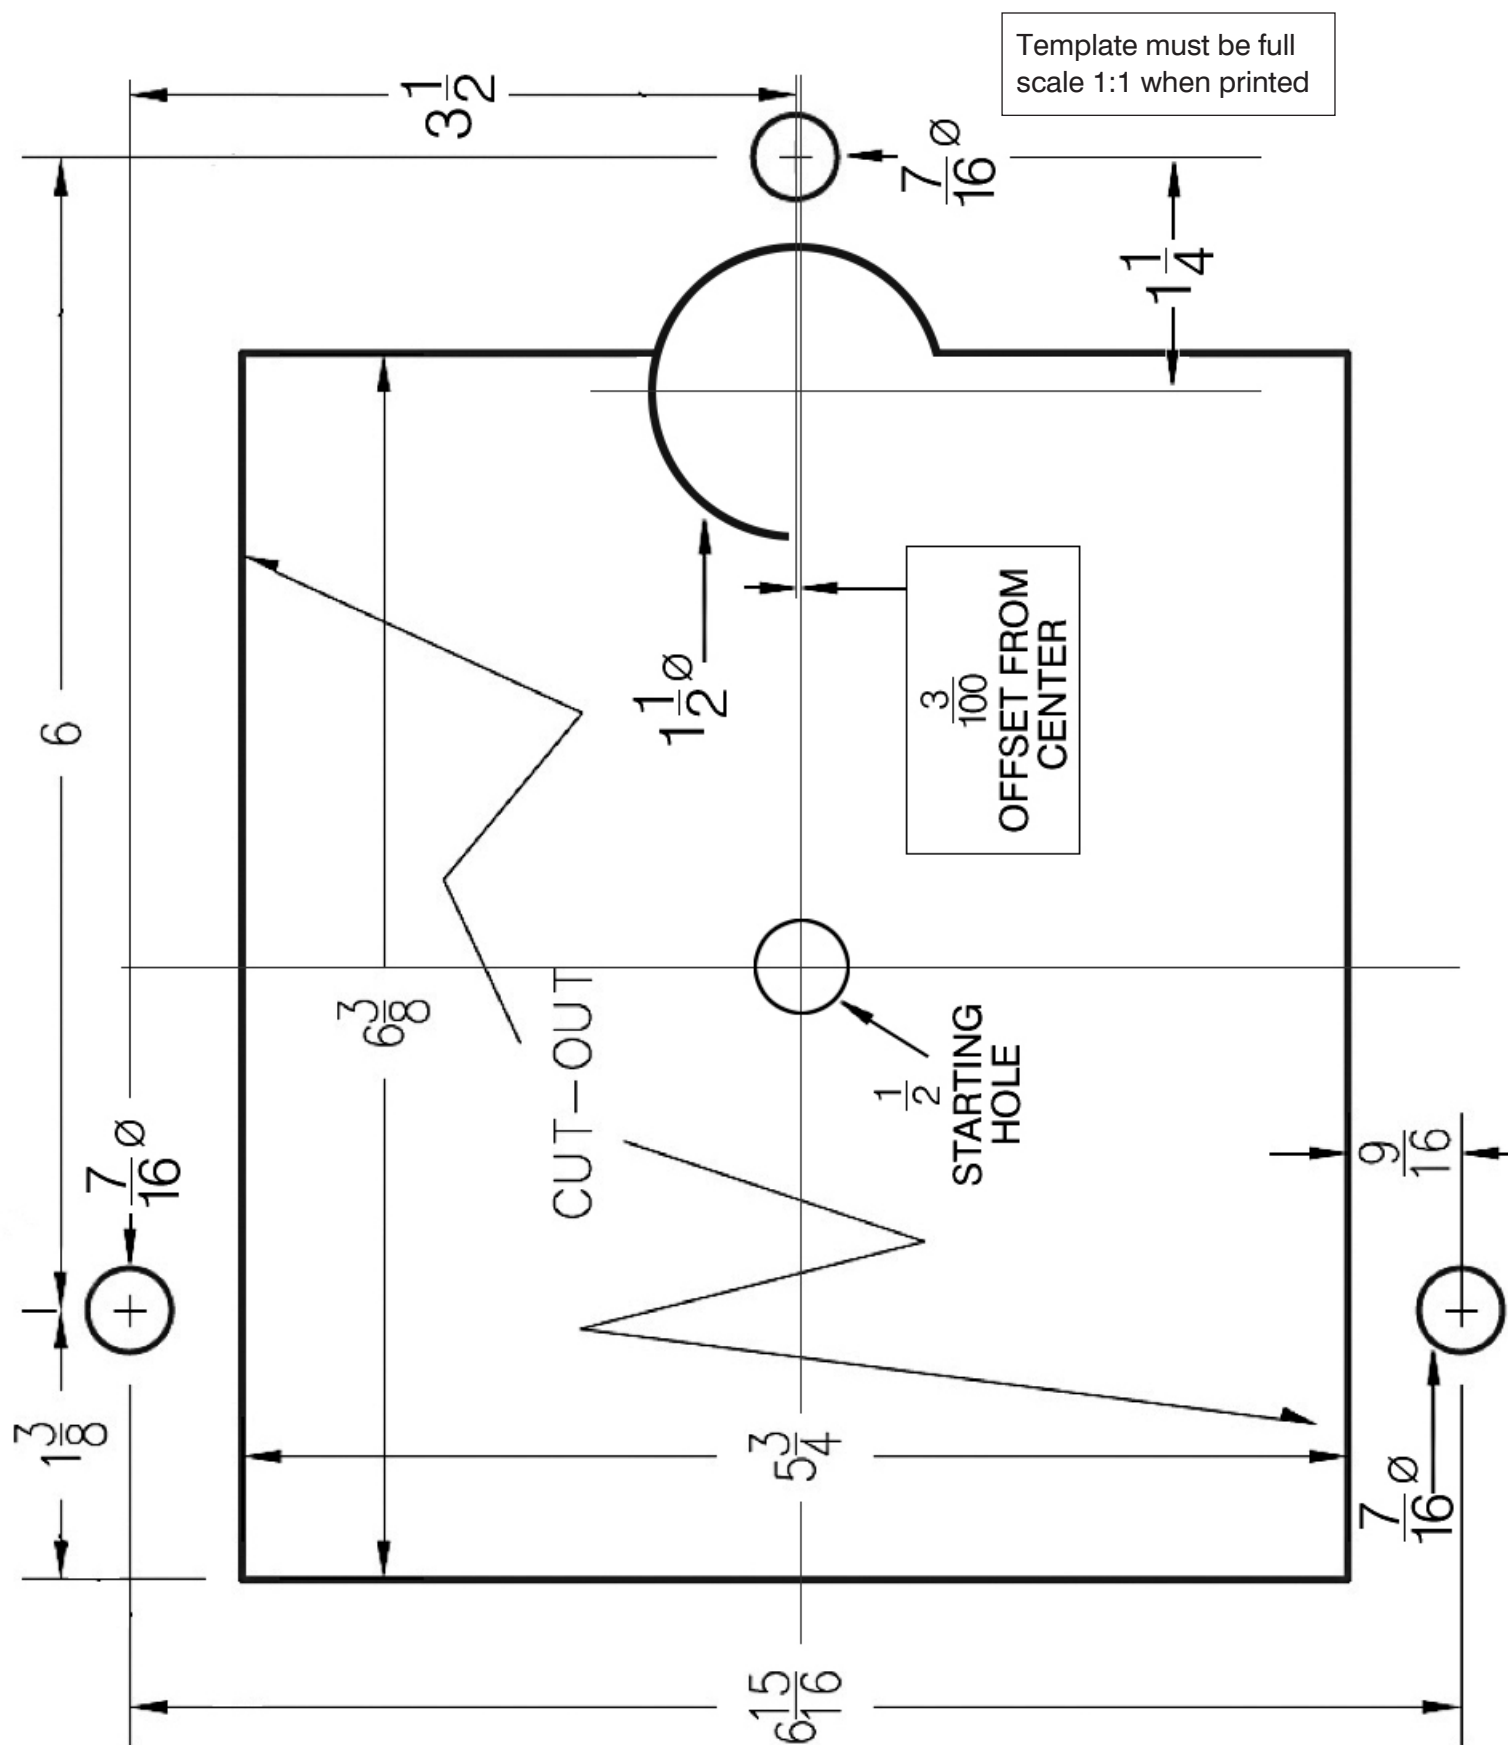 Template must be full
scale 1:1 when printed
3 1/2
7/16 Ø
1 1/4
6
1 1/2 Ø
3/100
OFFSET FROM
CENTER
6 3/8
CUT-OUT
1/2
STARTING
HOLE
7/16 Ø
9/16
1 3/8
5 3/4
7/16 Ø
6 15/16